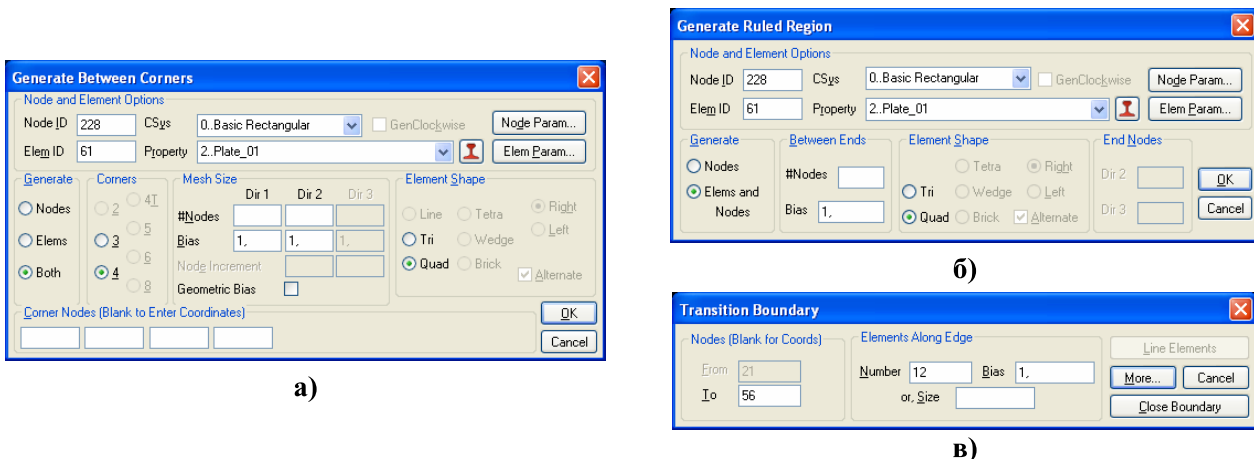 Generate Between Corners
Node and Element Options
Node ID 228 CSys 0..Basic Rectangular GenClockwise Node Param...
Elem ID 61 Property 2..Plate_01 Elem Param...
Generate Corners Mesh Size Element Shape
Dir 1 Dir 2 Dir 3
Nodes 2 4T #Nodes Line Tetra Right
5 Left
Elems 3 Bias 1, 1, 1, Tri Wedge
6 Node Increment
Both 4 Quad Brick Alternate
8 Geometric Bias
Corner Nodes (Blank to Enter Coordinates) OK
Cancel
а)
Generate Ruled Region
Node and Element Options
Node ID 228 CSys 0..Basic Rectangular GenClockwise Node Param...
Elem ID 61 Property 2..Plate_01 Elem Param...
Generate Between Ends Element Shape End Nodes
Nodes #Nodes Tetra Right Dir 2 OK
Elems and Nodes Tri Wedge Left
Bias 1, Quad Brick Alternate Dir 3 Cancel
б)
Transition Boundary
Nodes (Blank for Coords) Elements Along Edge Line Elements
From 21 Number 12 Bias 1, More... Cancel
To 56 or, Size Close Boundary
в)